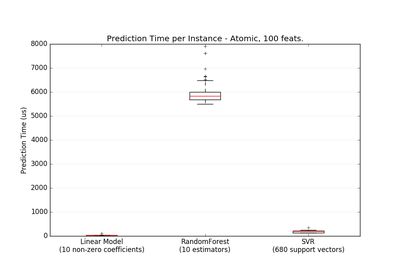 Prediction Time per Instance - Atomic, 100 feats.
8000
7000
6000
5000
4000
3000
2000
1000
0
Prediction Time (us)
Linear Model
(10 non-zero coefficients)
RandomForest
(10 estimators)
SVR
(680 support vectors)